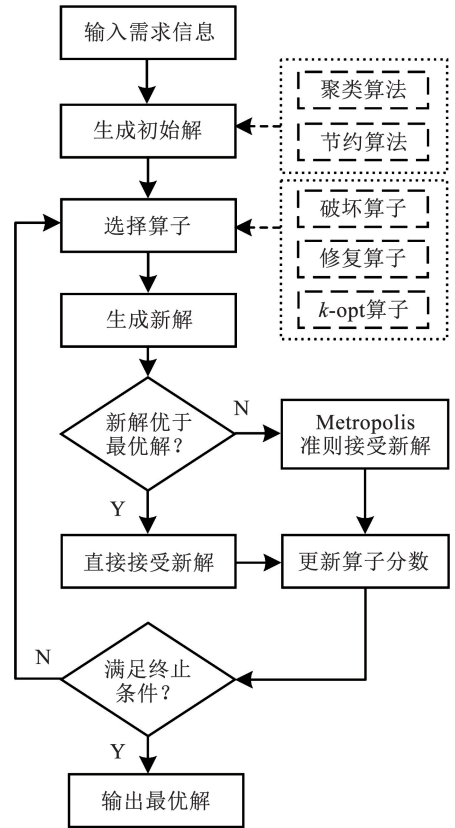 输入需求信息
聚类算法
生成初始解
节约算法
选择算子
破坏算子
修复算子
生成新解
k-opt算子
新解优于
最优解？
N
Metropolis
准则接受新解
Y
直接接受新解
更新算子分数
N
满足终止
条件？
Y
输出最优解